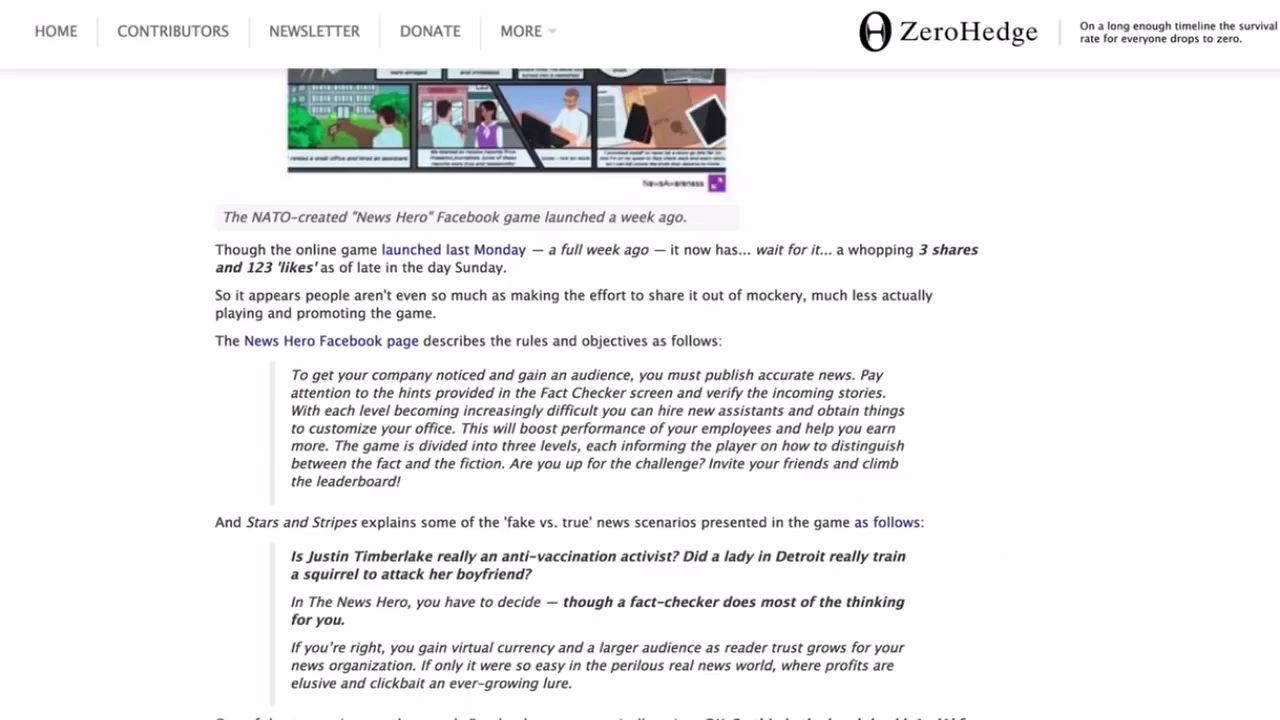 HOME
CONTRIBUTORS
NEWSLETTER
DONATE
MORE
ZeroHedge
On a long enough timeline the survival
rate for everyone drops to zero.
NewsAwareness
The NATO-created "News Hero" Facebook game launched a week ago.
Though the online game launched last Monday — a full week ago — it now has... wait for it... a whopping 3 shares
and 123 'likes' as of late in the day Sunday.
So it appears people aren't even so much as making the effort to share it out of mockery, much less actually
playing and promoting the game.
The News Hero Facebook page describes the rules and objectives as follows:
To get your company noticed and gain an audience, you must publish accurate news. Pay
attention to the hints provided in the Fact Checker screen and verify the incoming stories.
With each level becoming increasingly difficult you can hire new assistants and obtain things
to customize your office. This will boost performance of your employees and help you earn
more. The game is divided into three levels, each informing the player on how to distinguish
between the fact and the fiction. Are you up for the challenge? Invite your friends and climb
the leaderboard!
And Stars and Stripes explains some of the 'fake vs. true' news scenarios presented in the game as follows:
Is Justin Timberlake really an anti-vaccination activist? Did a lady in Detroit really train
a squirrel to attack her boyfriend?
In The News Hero, you have to decide — though a fact-checker does most of the thinking
for you.
If you're right, you gain virtual currency and a larger audience as reader trust grows for your
news organization. If only it were so easy in the perilous real news world, where profits are
elusive and clickbait an ever-growing lure.